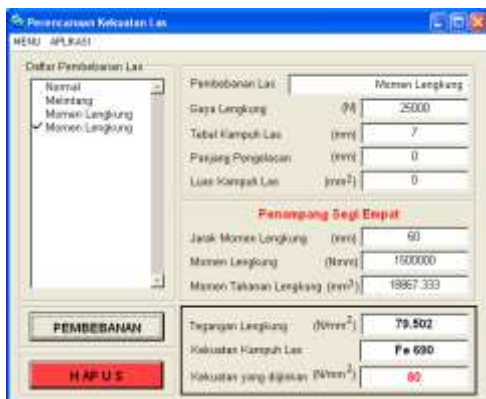 Perencanaan Kekuatan Las
MENU APLIKASI
Daftar Pembebanan Las
Normal
Melintang
Momen Lengkung
Momen Lengkung
Pembebanan Las Momen Lengkung
Gaya Lengkung (N) 25000
Tebal Kampuh Las (mm) 7
Panjang Pengelasan (mm) 0
Luas Kampuh Las (mm²) 0
Penampang Segi Empat
Jarak Momen Lengkung (mm) 60
Momen Lengkung (Nmm) 1500000
Momen Tahanan Lengkung (mm³) 18867.333
PEMBEBANAN
HAPUS
Tegangan Lengkung (N/mm²) 79.502
Kekuatan Kampuh Las Fe 690
Kekuatan yang diijinkan (N/mm²) 80